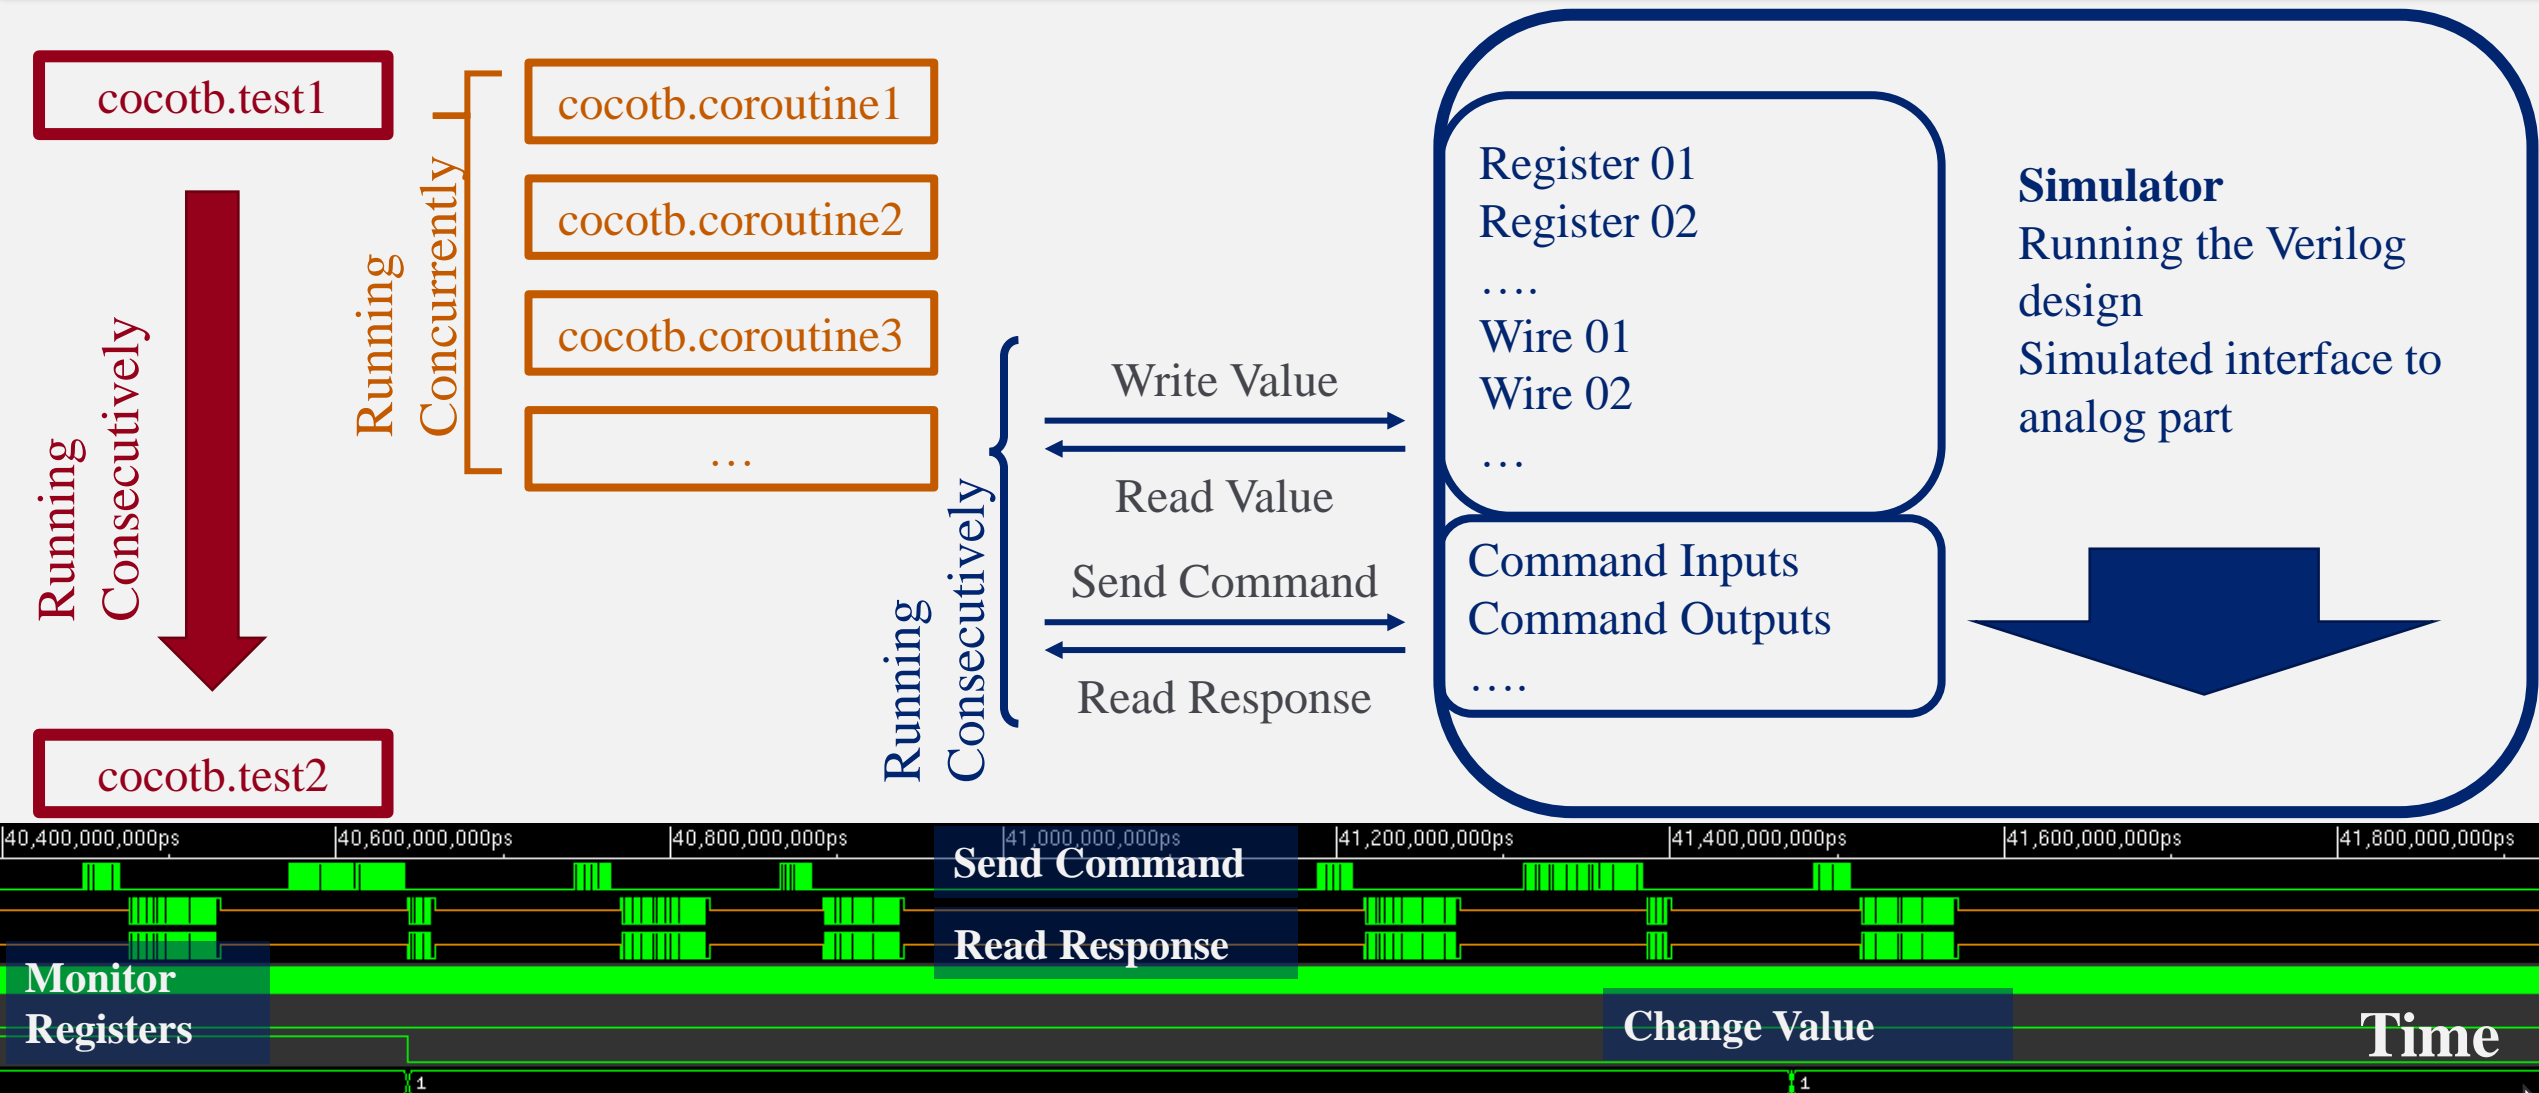 cocotb.test1
Running
Consecutively
cocotb.test2
Running
Concurrently
cocotb.coroutine1
cocotb.coroutine2
cocotb.coroutine3
…
Running
Consecutively
Write Value
Read Value
Send Command
Read Response
Register 01
Register 02
….
Wire 01
Wire 02
…
Command Inputs
Command Outputs
….
Simulator
Running the Verilog
design
Simulated interface to
analog part
40,400,000,000ps 40,600,000,000ps 40,800,000,000ps 41,000,000,000ps 41,200,000,000ps 41,400,000,000ps 41,600,000,000ps 41,800,000,000ps
Send Command
Read Response
Monitor
Registers
Change Value
Time
1 1